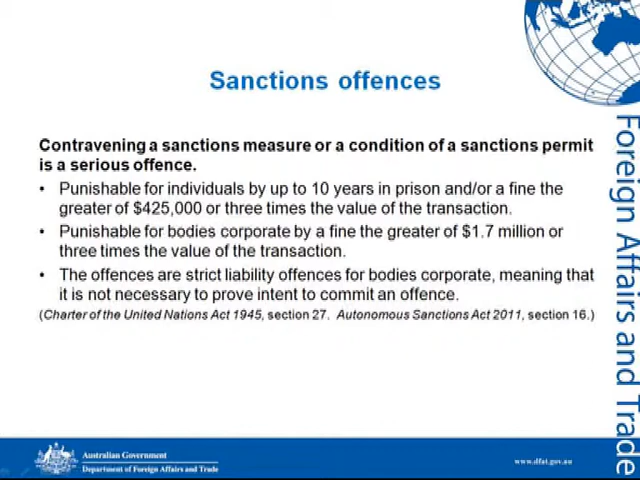 Sanctions offences
Contravening a sanctions measure or a condition of a sanctions permit
is a serious offence.
• Punishable for individuals by up to 10 years in prison and/or a fine the
greater of $425,000 or three times the value of the transaction.
• Punishable for bodies corporate by a fine the greater of $1.7 million or
three times the value of the transaction.
• The offences are strict liability offences for bodies corporate, meaning that
it is not necessary to prove intent to commit an offence.
(Charter of the United Nations Act 1945, section 27. Autonomous Sanctions Act 2011, section 16.)
Foreign Affairs and Trade
Australian Government
Department of Foreign Affairs and Trade
www.dfat.gov.au